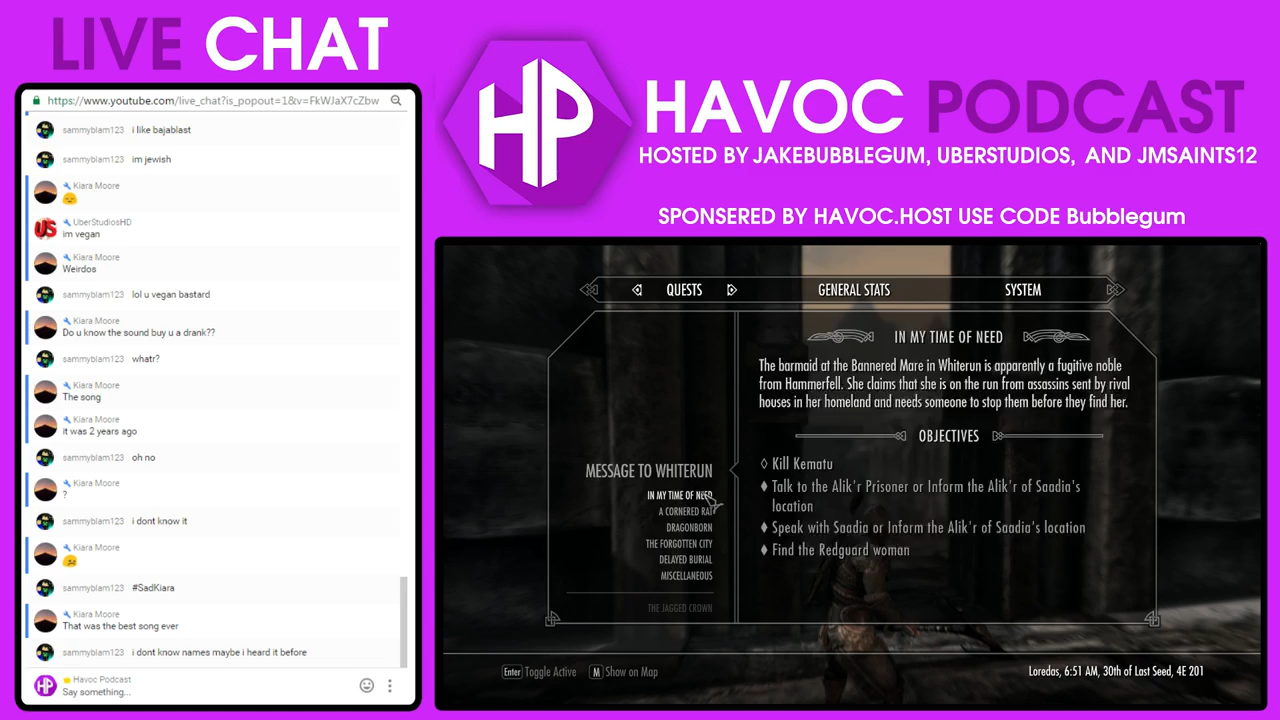 LIVE CHAT
https://www.youtube.com/live_chat?is_popout=1&v=FkWJaX7cZbw
sammyblam123 i like bajablast
sammyblam123 im jewish
Kiara Moore
US
UberStudiosHD
im vegan
Kiara Moore
Weirdos
sammyblam123 lol u vegan bastard
Kiara Moore
Do u know the sound buy u a drank??
sammyblam123 whatr?
Kiara Moore
The song
Kiara Moore
it was 2 years ago
sammyblam123 oh no
Kiara Moore
?
sammyblam123 i dont know it
Kiara Moore
sammyblam123 #SadKiara
Kiara Moore
That was the best song ever
sammyblam123 i dont know names maybe i heard it before
HP
Havoc Podcast
Say something...
HP
HAVOC PODCAST
HOSTED BY JAKEBUBBLEGUM, UBERSTUDIOS, AND JMSAINTS12
SPONSERED BY HAVOC.HOST USE CODE Bubblegum
QUESTS GENERAL STATS SYSTEM
MESSAGE TO WHITERUN
IN MY TIME OF NEED
A CORNERED RAT
DRAGONBORN
THE FORGOTTEN CITY
DELAYED BURIAL
MISCELLANEOUS
THE JAGGED CROWN
IN MY TIME OF NEED
The barmaid at the Bannered Mare in Whiterun is apparently a fugitive noble
from Hammerfell. She claims that she is on the run from assassins sent by rival
houses in her homeland and needs someone to stop them before they find her.
OBJECTIVES
Kill Kematu
Talk to the Alik'r Prisoner or Inform the Alik'r of Saadia's
location
Speak with Saadia or Inform the Alik'r of Saadia's location
Find the Redguard woman
Enter Toggle Active M Show on Map
Loredas, 6:51 AM, 30th of Last Seed, 4E 201